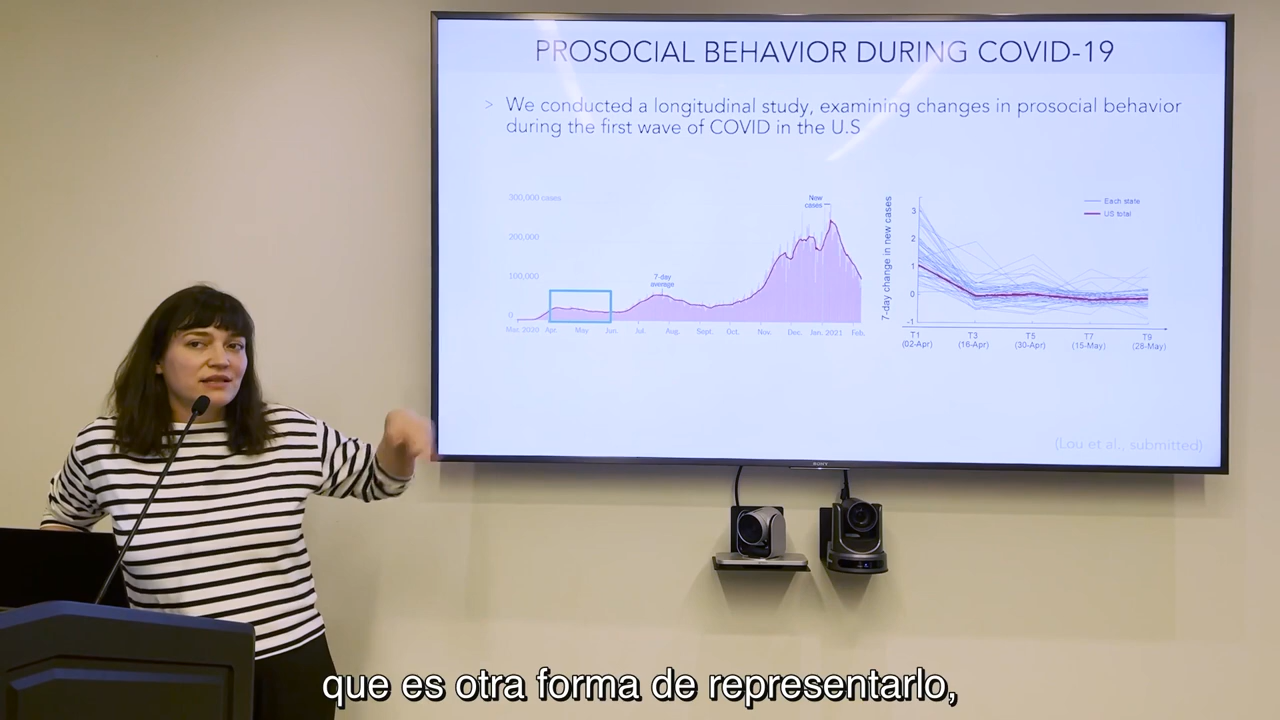 PROSOCIAL BEHAVIOR DURING COVID-19
> We conducted a longitudinal study, examining changes in prosocial behavior
during the first wave of COVID in the U.S
300,000 cases
200,000
100,000
0
New
cases
7-day
average
Mar. 2020 Apr. May Jun. Jul. Aug. Sept. Oct. Nov. Dec. Jan. 2021 Feb.
7-day change in new cases
3
2
1
0
-1
Each state
US total
T1 T3 T5 T7 T9
(02-Apr) (16-Apr) (30-Apr) (15-May) (28-May)
(Lou et al., submitted)
SONY
que es otra forma de representarlo,